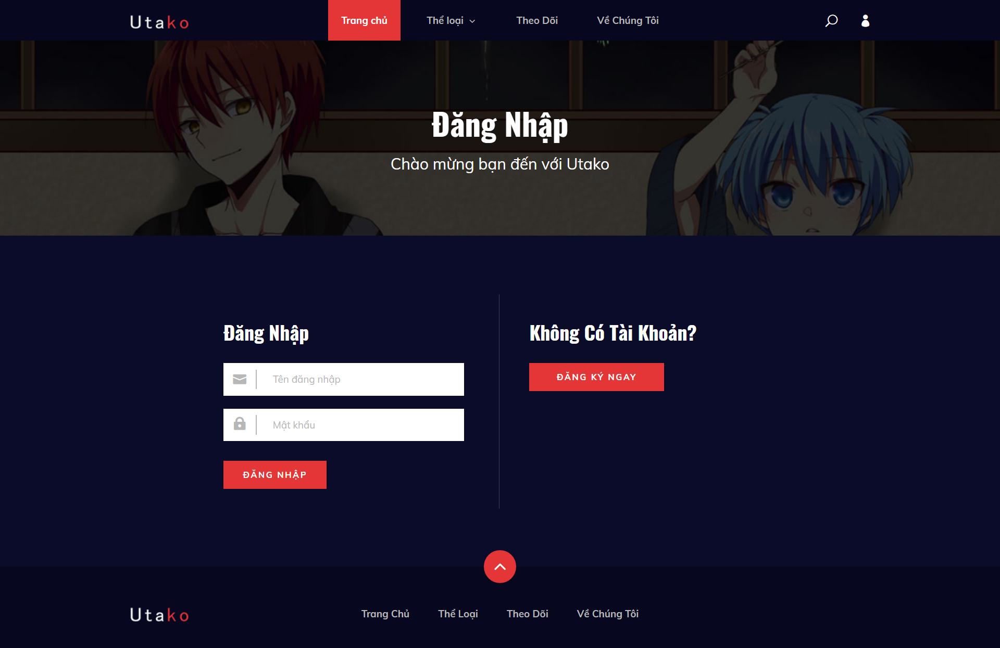 Utako
Trang chủ
Thể loại
Theo Dõi
Về Chúng Tôi
Đăng Nhập
Chào mừng bạn đến với Utako
Đăng Nhập
Tên đăng nhập
Mật khẩu
ĐĂNG NHẬP
Không Có Tài Khoản?
ĐĂNG KÝ NGAY
Utako
Trang Chủ
Thể Loại
Theo Dõi
Về Chúng Tôi